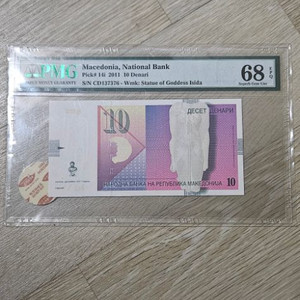 PMG
Macedonia, National Bank
Pick# 14i 2011 10 Denari
S/N CD137376 - Wmk: Statue of Goddess Isida
68 EPQ
Superb Gem Unc
10
ДЕСЕТ ДЕНАРИ
НАРОДНА БАНКА НА РЕПУБЛИКА МАКЕДОНИЈА
10